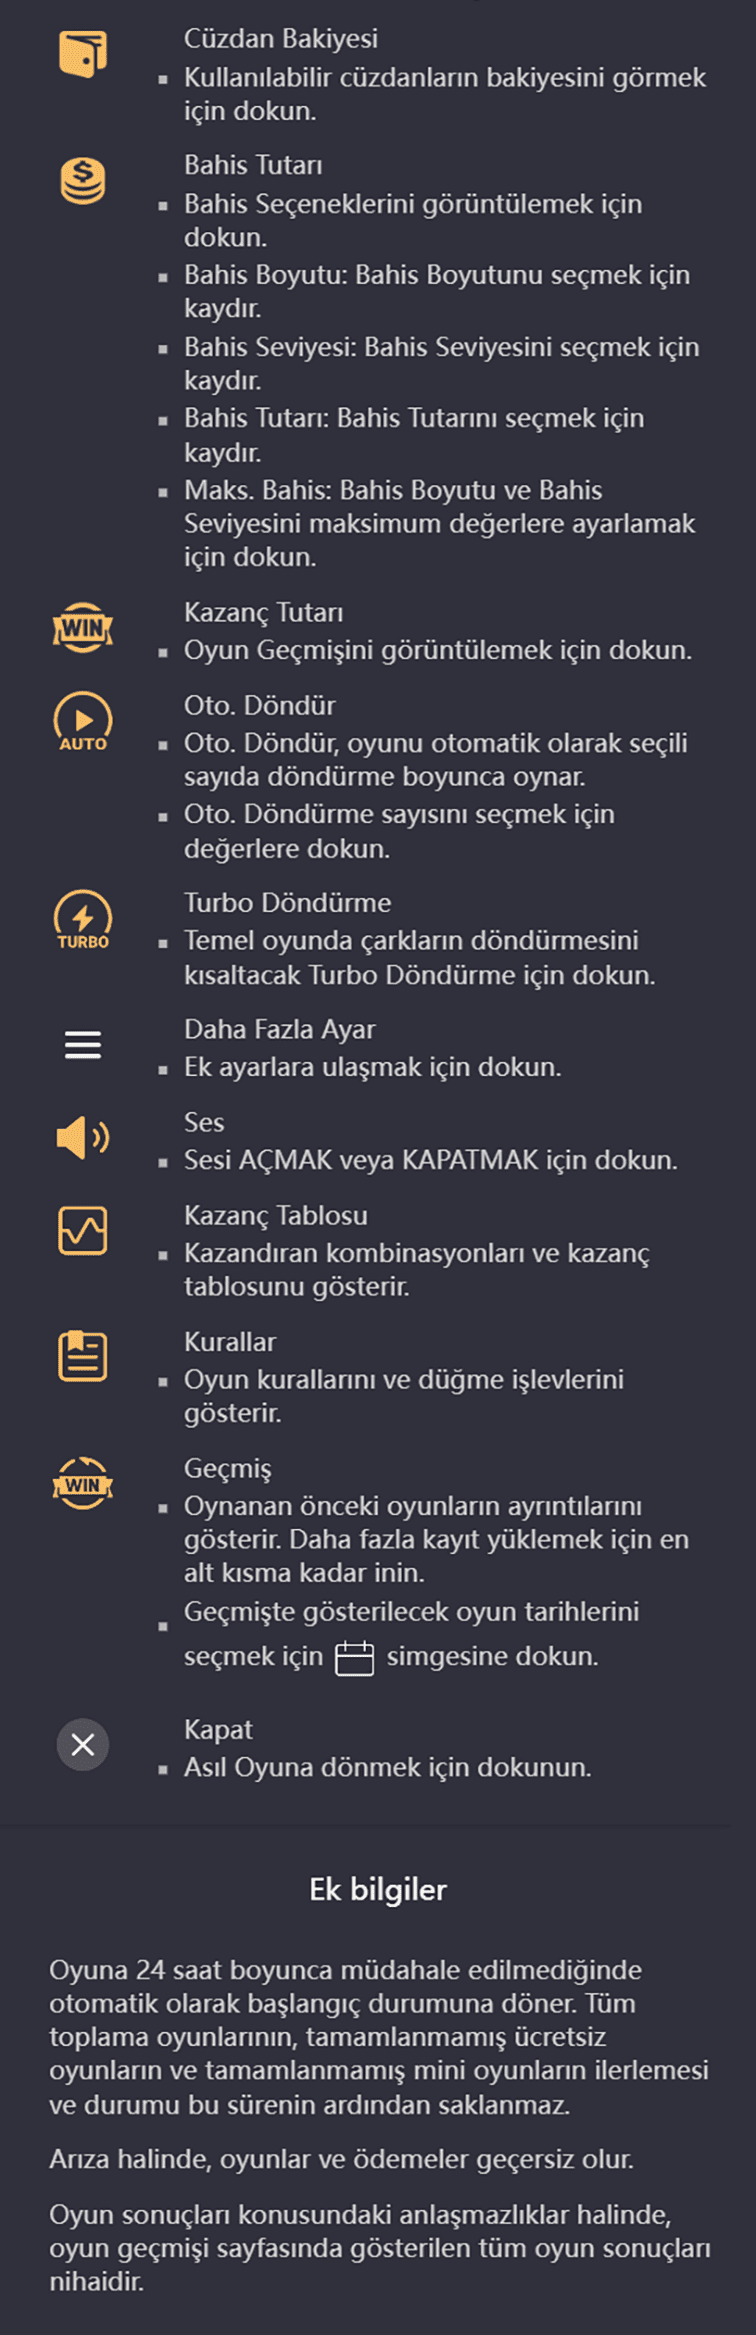 Cüzdan Bakiyesi
▪ Kullanılabilir cüzdanların bakiyesini görmek
için dokun.
Bahis Tutarı
▪ Bahis Seçeneklerini görüntülemek için
dokun.
▪ Bahis Boyutu: Bahis Boyutunu seçmek için
kaydır.
▪ Bahis Seviyesi: Bahis Seviyesini seçmek için
kaydır.
▪ Bahis Tutarı: Bahis Tutarını seçmek için
kaydır.
▪ Maks. Bahis: Bahis Boyutu ve Bahis
Seviyesini maksimum değerlere ayarlamak
için dokun.
WIN
Kazanç Tutarı
▪ Oyun Geçmişini görüntülemek için dokun.
AUTO
Oto. Döndür
▪ Oto. Döndür, oyunu otomatik olarak seçili
sayıda döndürme boyunca oynar.
▪ Oto. Döndürme sayısını seçmek için
değerlere dokun.
TURBO
Turbo Döndürme
▪ Temel oyunda çarkların döndürmesini
kısaltacak Turbo Döndürme için dokun.
Daha Fazla Ayar
▪ Ek ayarlara ulaşmak için dokun.
Ses
▪ Sesi AÇMAK veya KAPATMAK için dokun.
Kazanç Tablosu
▪ Kazandıran kombinasyonları ve kazanç
tablosunu gösterir.
Kurallar
▪ Oyun kurallarını ve düğme işlevlerini
gösterir.
WIN
Geçmiş
▪ Oynanan önceki oyunların ayrıntılarını
gösterir. Daha fazla kayıt yüklemek için en
alt kısma kadar inin.
▪ Geçmişte gösterilecek oyun tarihlerini
seçmek için simgesine dokun.
Kapat
▪ Asıl Oyuna dönmek için dokunun.
Ek bilgiler
Oyuna 24 saat boyunca müdahale edilmediğinde
otomatik olarak başlangıç durumuna döner. Tüm
toplama oyunlarının, tamamlanmamış ücretsiz
oyunların ve tamamlanmamış mini oyunların ilerlemesi
ve durumu bu sürenin ardından saklanmaz.
Arıza halinde, oyunlar ve ödemeler geçersiz olur.
Oyun sonuçları konusundaki anlaşmazlıklar halinde,
oyun geçmişi sayfasında gösterilen tüm oyun sonuçları
nihaidir.